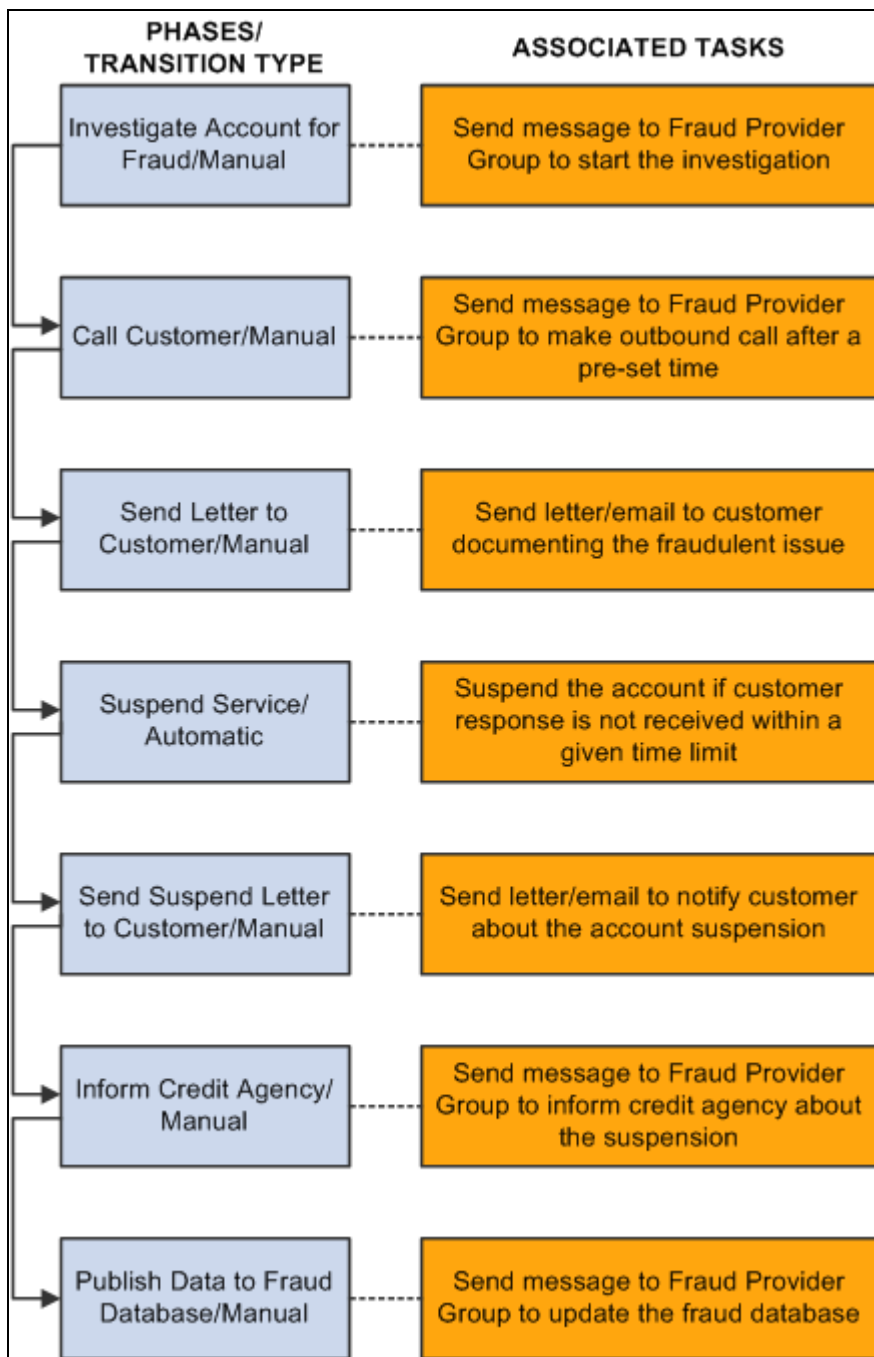 PHASES/
TRANSITION TYPE
ASSOCIATED TASKS
Investigate Account for
Fraud/Manual
Send message to Fraud Provider
Group to start the investigation
Call Customer/Manual
Send message to Fraud Provider
Group to make outbound call after a
pre-set time
Send Letter to
Customer/Manual
Send letter/email to customer
documenting the fraudulent issue
Suspend Service/
Automatic
Suspend the account if customer
response is not received within a
given time limit
Send Suspend Letter
to Customer/Manual
Send letter/email to notify customer
about the account suspension
Inform Credit Agency/
Manual
Send message to Fraud Provider
Group to inform credit agency about
the suspension
Publish Data to Fraud
Database/Manual
Send message to Fraud Provider
Group to update the fraud database